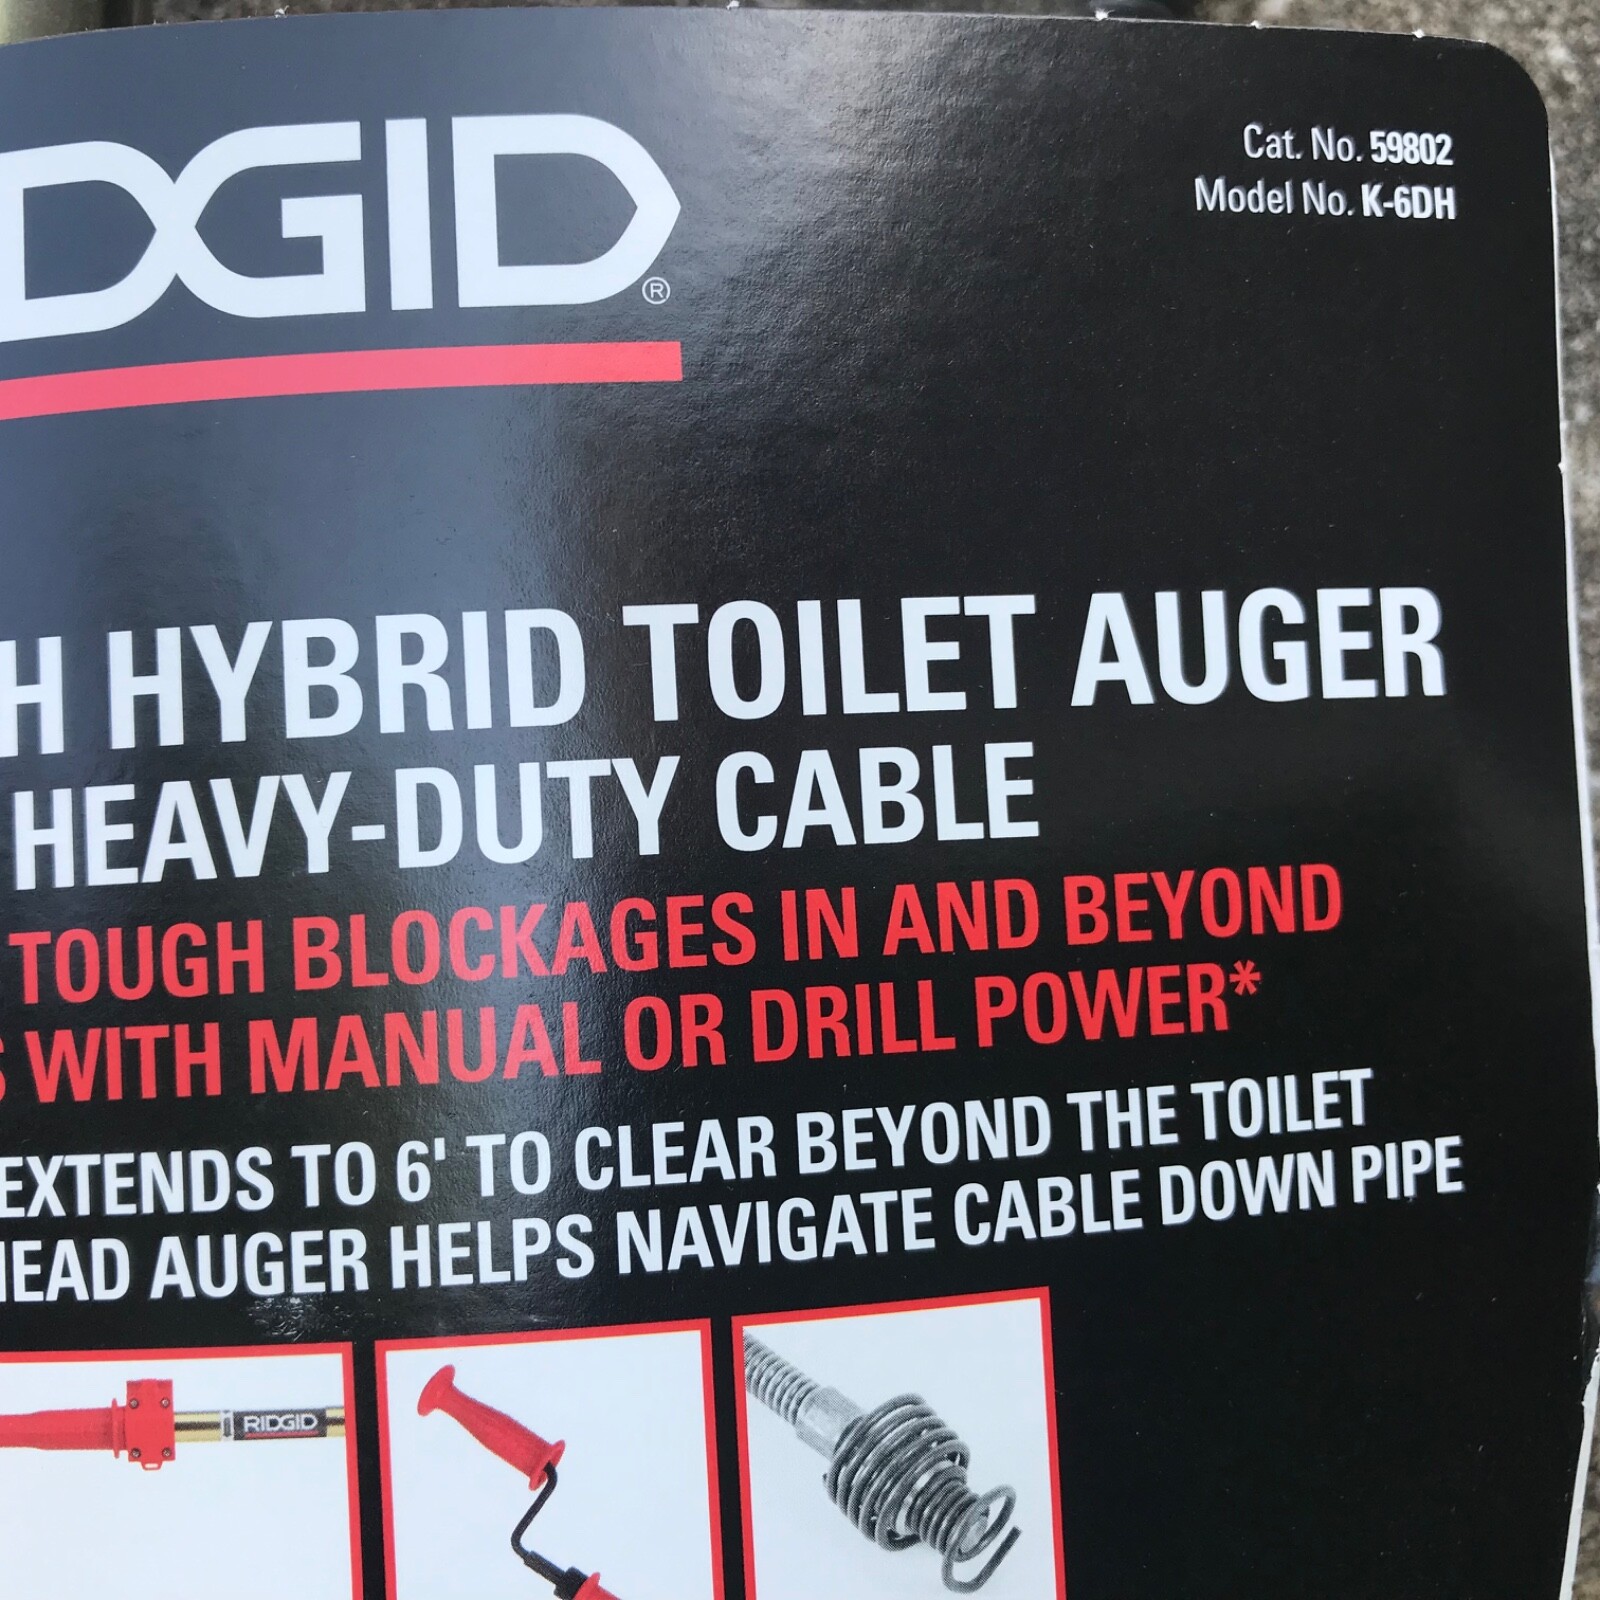 DGID®
Cat. No. 59802
Model No. K-6DH
H HYBRID TOILET AUGER
HEAVY-DUTY CABLE
TOUGH BLOCKAGES IN AND BEYOND
S WITH MANUAL OR DRILL POWER*
EXTENDS TO 6' TO CLEAR BEYOND THE TOILET
HEAD AUGER HELPS NAVIGATE CABLE DOWN PIPE
RIDGID